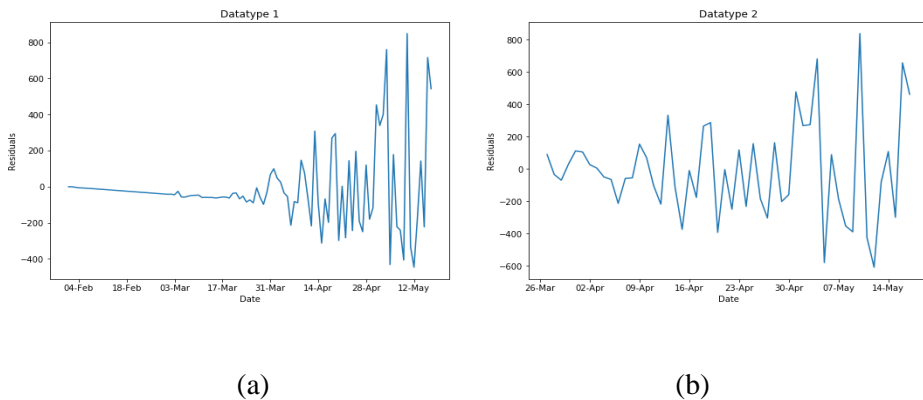 Datatype 1
Residuals
800
600
400
200
0
−200
−400
04-Feb 18-Feb 03-Mar 17-Mar 31-Mar 14-Apr 28-Apr 12-May
Date
(a)
Datatype 2
Residuals
800
600
400
200
0
−200
−400
−600
26-Mar 02-Apr 09-Apr 16-Apr 23-Apr 30-Apr 07-May 14-May
Date
(b)